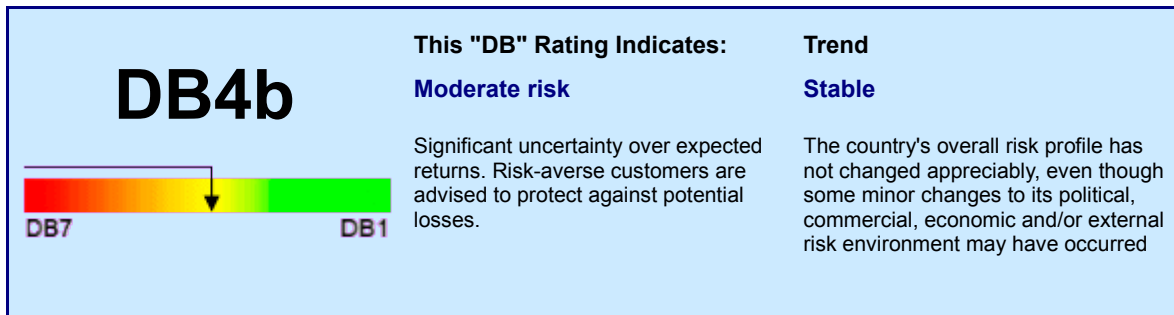 DB4b
DB7
DB1
This "DB" Rating Indicates:
Moderate risk
Significant uncertainty over expected
returns. Risk-averse customers are
advised to protect against potential
losses.
Trend
Stable
The country's overall risk profile has
not changed appreciably, even though
some minor changes to its political,
commercial, economic and/or external
risk environment may have occurred